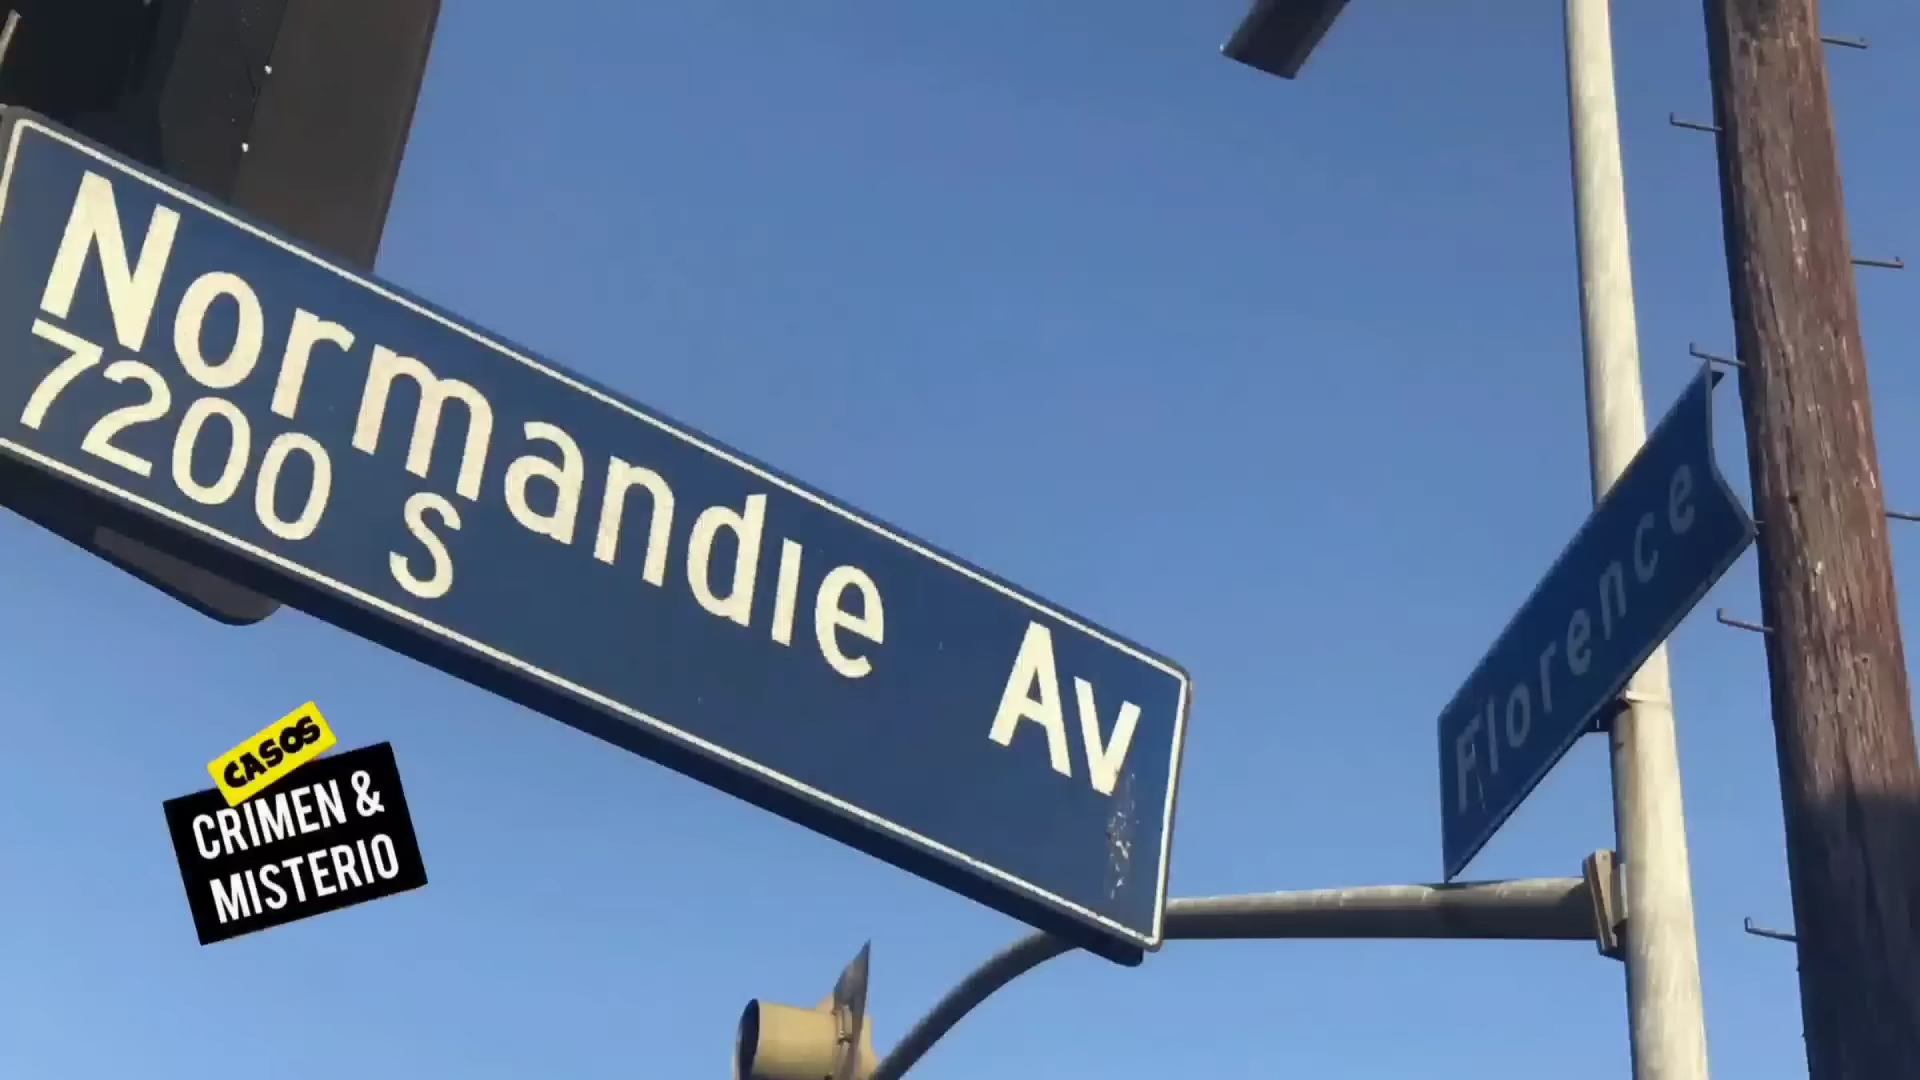 Normandie Av
7200 S
Florence
CASOS
CRIMEN &
MISTERIO